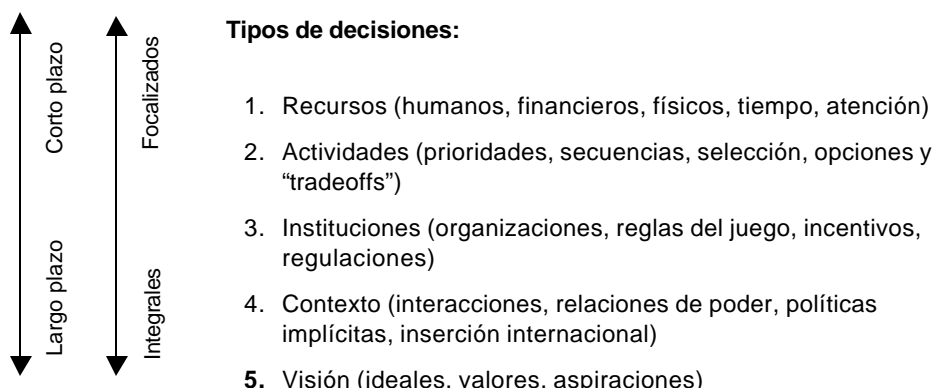 Corto plazo
Largo plazo
Focalizados
Integrales
Tipos de decisiones:
1. Recursos (humanos, financieros, físicos, tiempo, atención)
2. Actividades (prioridades, secuencias, selección, opciones y
“tradeoffs”)
3. Instituciones (organizaciones, reglas del juego, incentivos,
regulaciones)
4. Contexto (interacciones, relaciones de poder, políticas
implícitas, inserción internacional)
5. Visión (ideales, valores, aspiraciones)